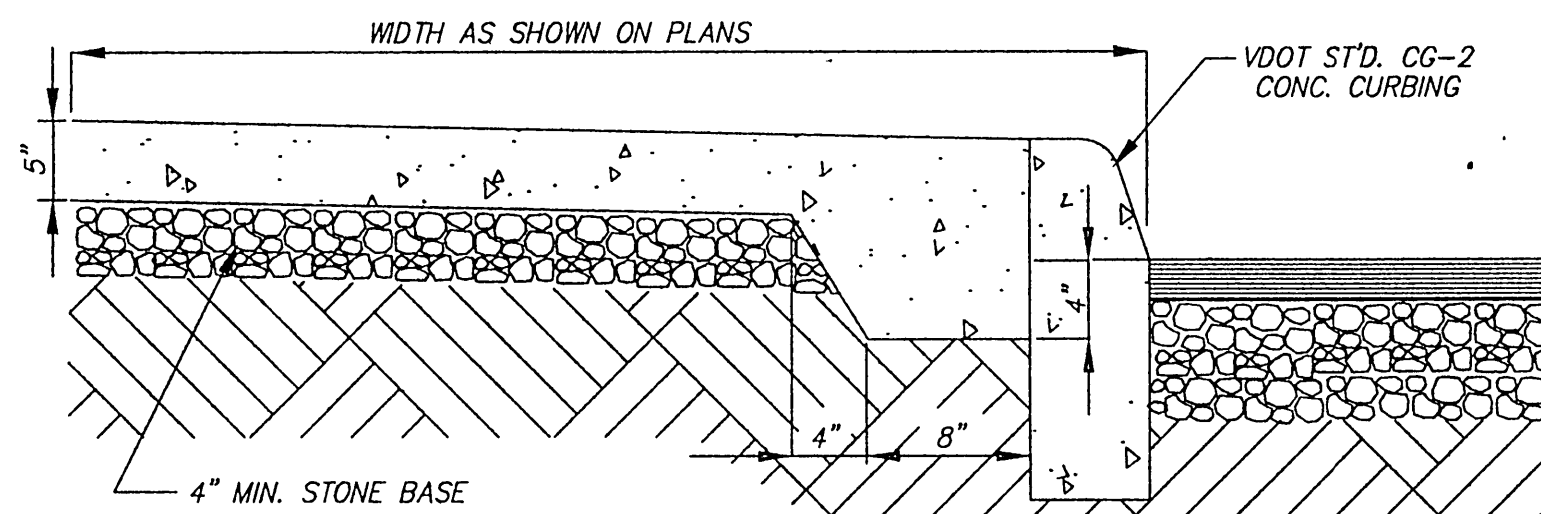 WIDTH AS SHOWN ON PLANS
VDOT ST'D. CG-2
CONC. CURBING
5"
4"
4"
8"
4" MIN. STONE BASE